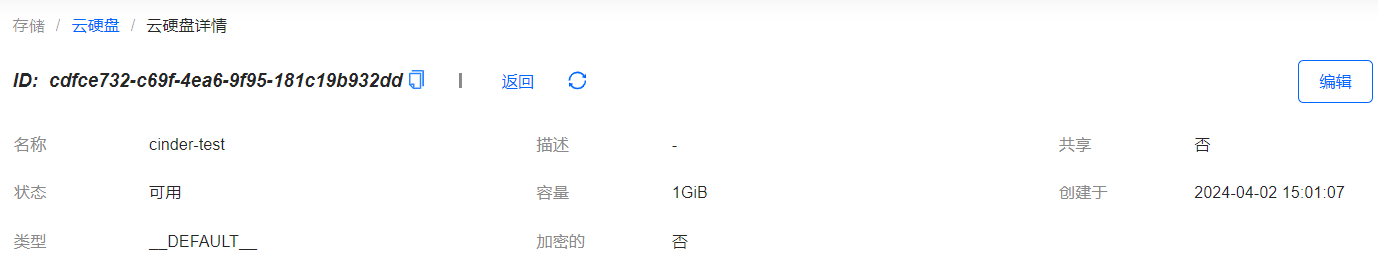 存储 / 云硬盘 / 云硬盘详情
ID: cdfce732-c69f-4ea6-9f95-181c19b932dd 返回 编辑
名称 cinder-test 描述 - 共享 否
状态 可用 容量 1GiB 创建于 2024-04-02 15:01:07
类型 __DEFAULT__ 加密的 否